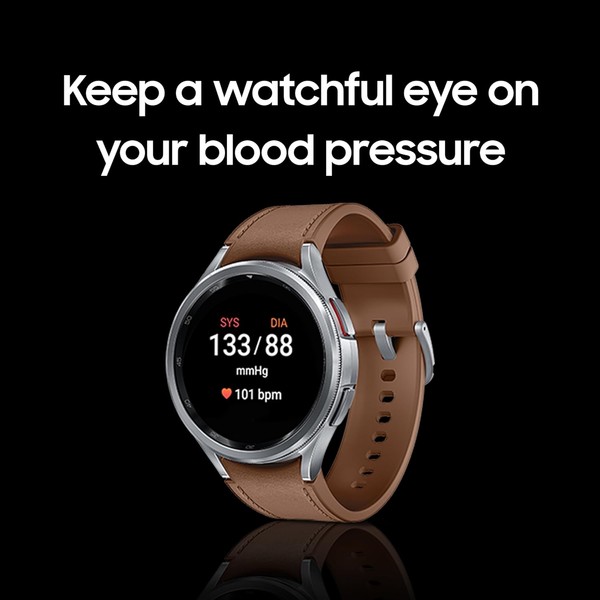 Keep a watchful eye on
your blood pressure
SYS DIA
133/88
mmHg
101 bpm